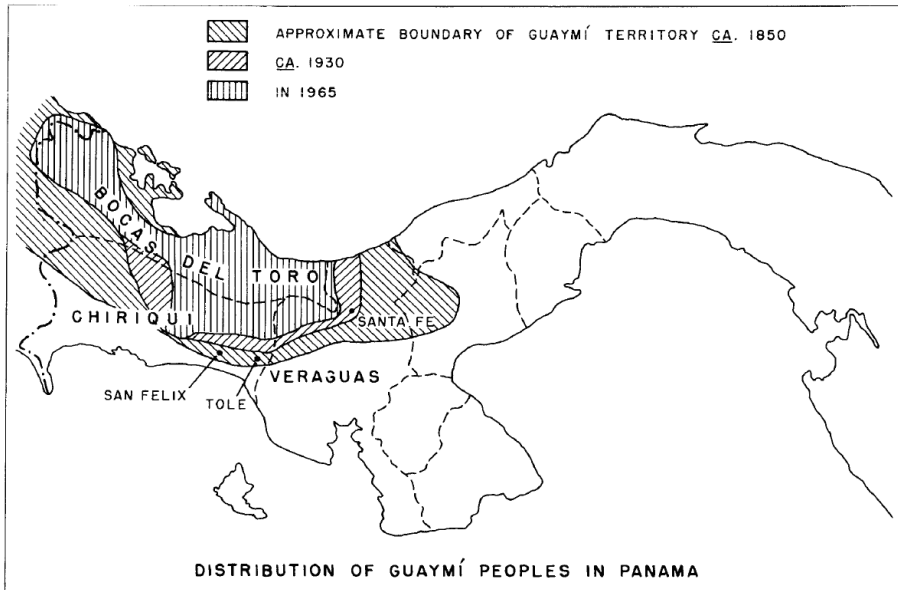 APPROXIMATE BOUNDARY OF GUAYMÍ TERRITORY CA. 1850
CA. 1930
IN 1965
BOCAS DEL TORO
CHIRIQUI
SANTA FE
VERAGUAS
SAN FELIX
TOLE
DISTRIBUTION OF GUAYMÍ PEOPLES IN PANAMA